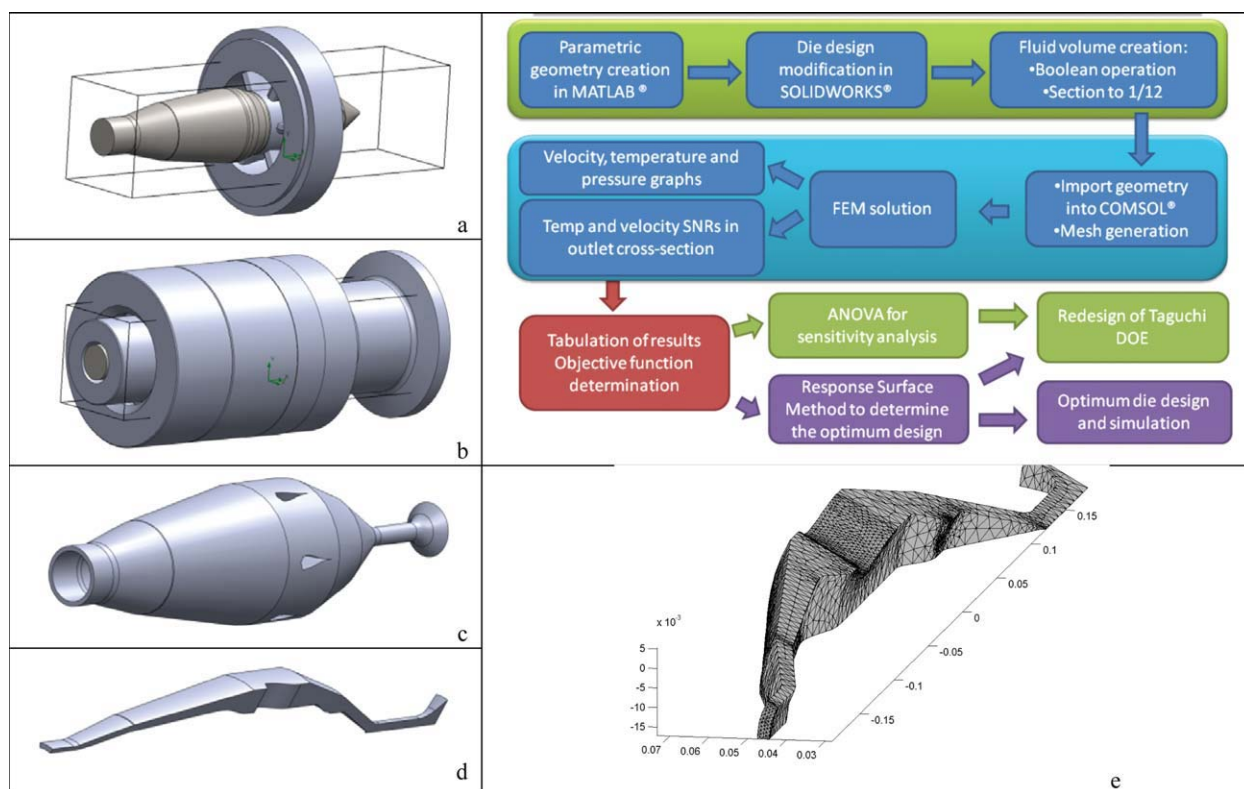 a
b
c
d
Parametric
geometry creation
in MATLAB ®
Die design
modification in
SOLIDWORKS®
Fluid volume creation:
•Boolean operation
•Section to 1/12
Velocity, temperature and
pressure graphs
Temp and velocity SNRs in
outlet cross-section
FEM solution
•Import geometry
into COMSOL®
•Mesh generation
Tabulation of results
Objective function
determination
ANOVA for
sensitivity analysis
Redesign of Taguchi
DOE
Response Surface
Method to determine
the optimum design
Optimum die design
and simulation
x 10⁻³
5
0
-5
-10
-15
0.07 0.06 0.05 0.04 0.03
0.15
0.1
0.05
0
-0.05
-0.1
-0.15
e